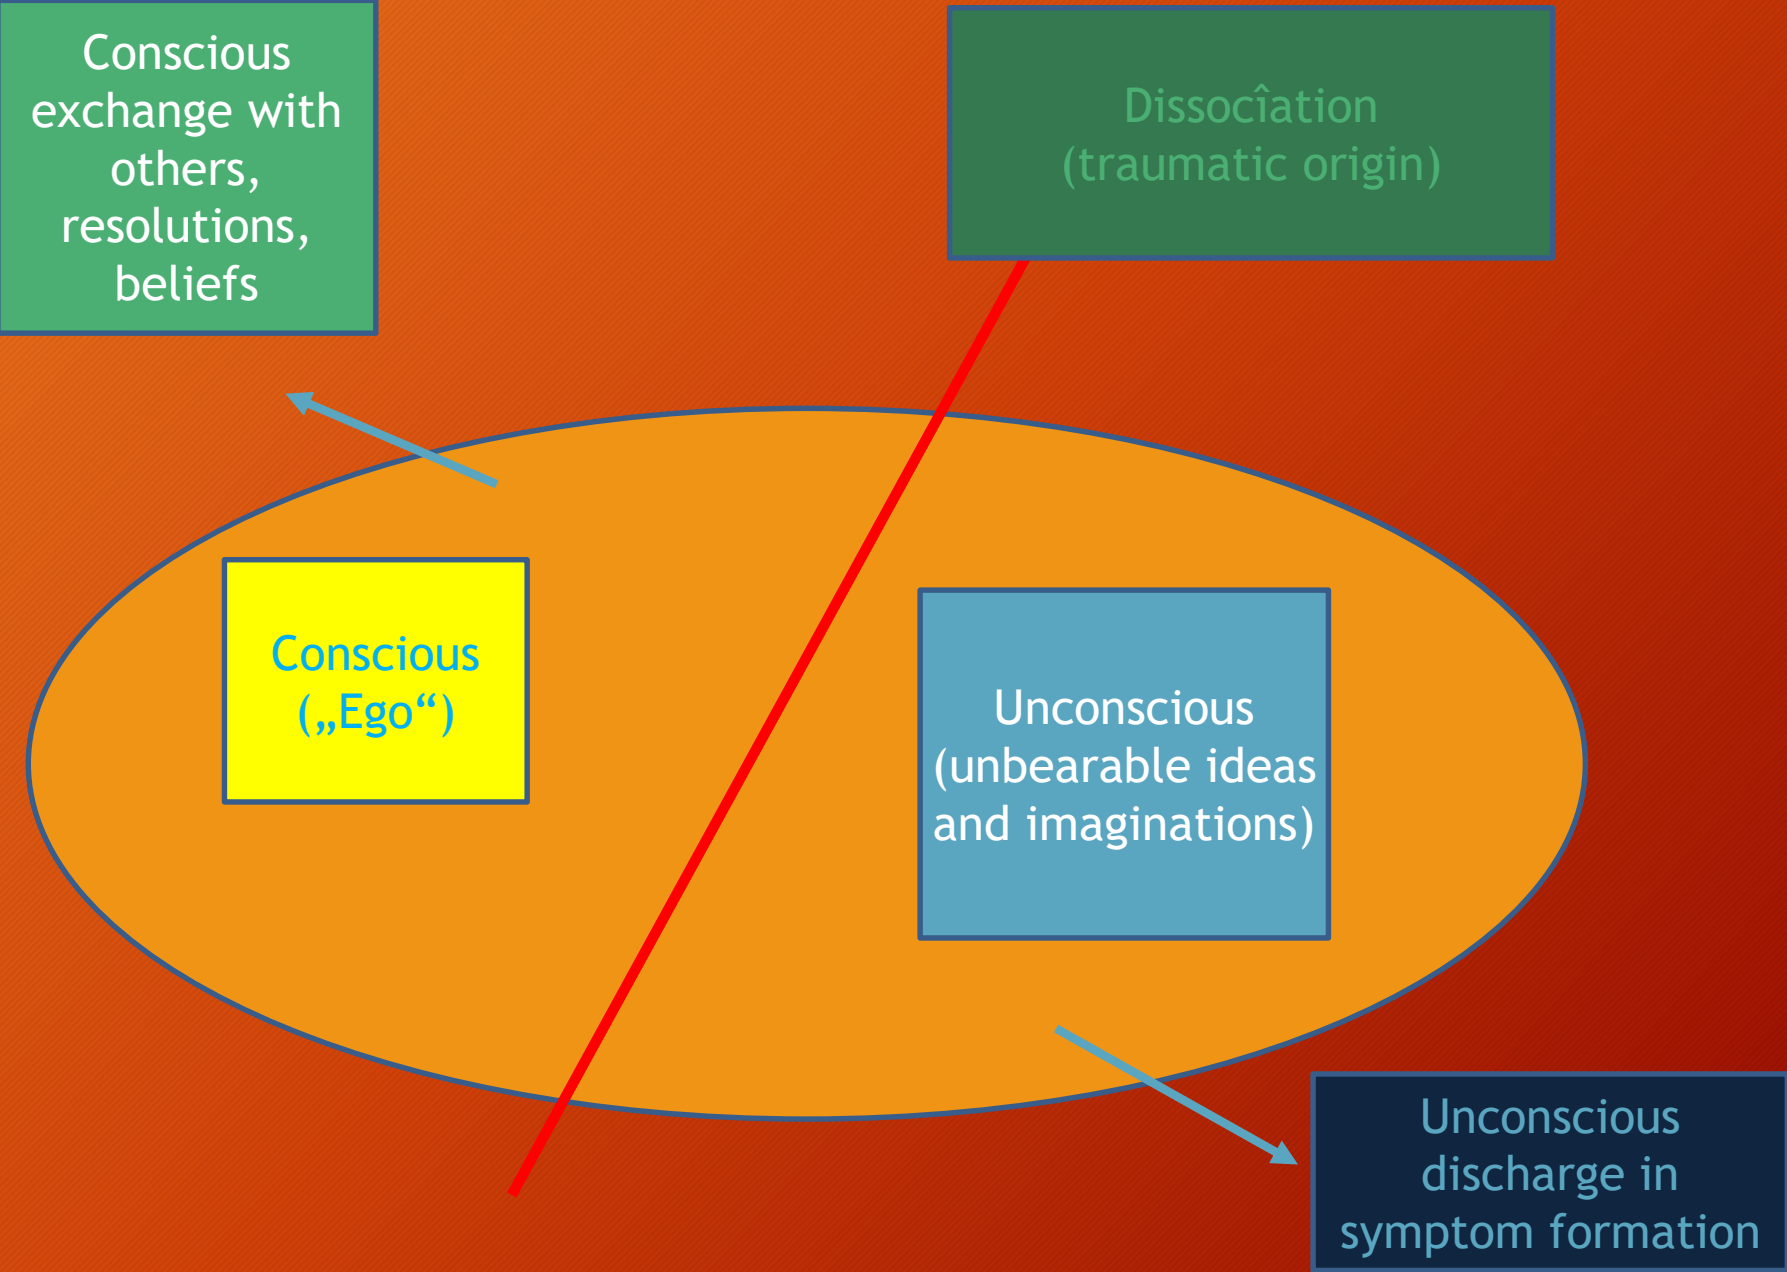 Conscious
exchange with
others,
resolutions,
beliefs
Dissocîation
(traumatic origin)
Conscious
(„Ego“)
Unconscious
(unbearable ideas
and imaginations)
Unconscious
discharge in
symptom formation